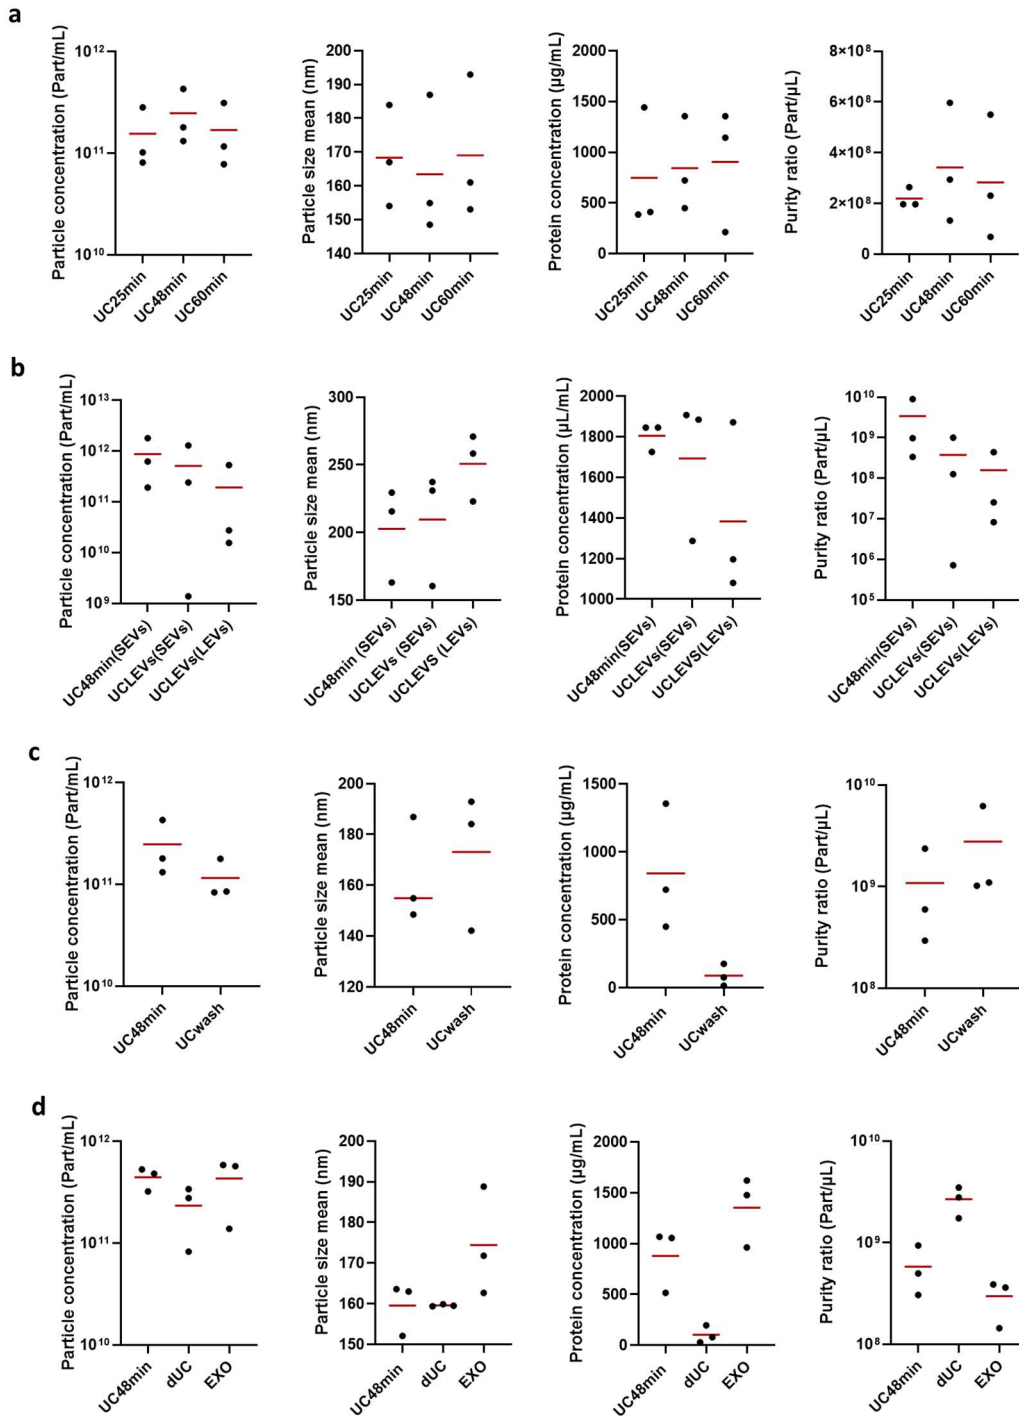 a
Particle concentration (Part/mL)
10¹²
10¹¹
10¹⁰
UC25min
UC48min
UC60min
Particle size mean (nm)
200
190
180
170
160
150
140
UC25min
UC48min
UC60min
Protein concentration (µg/mL)
2000
1500
1000
500
0
UC25min
UC48min
UC60min
Purity ratio (Part/µL)
8×10⁸
6×10⁸
4×10⁸
2×10⁸
0
UC25min
UC48min
UC60min
b
Particle concentration (Part/mL)
10¹³
10¹²
10¹¹
10¹⁰
10⁹
UC48min(SEVs)
UCLEVs(SEVs)
UCLEVs(LEVs)
Particle size mean (nm)
300
250
200
150
UC48min (SEVs)
UCLEVs (SEVs)
UCLEVS (LEVs)
Protein concentration (µL/mL)
2000
1800
1600
1400
1200
1000
UC48min(SEVs)
UCLEVs(SEVs)
UCLEVS(LEVs)
Purity ratio (Part/µL)
10¹⁰
10⁹
10⁸
10⁷
10⁶
10⁵
UC48min(SEVs)
UCLEVs(SEVs)
UCLEVs(LEVs)
c
Particle concentration (Part/mL)
10¹²
10¹¹
10¹⁰
UC48min
UCwash
Particle size mean (nm)
200
180
160
140
120
UC48min
UCwash
Protein concentration (µg/mL)
1500
1000
500
0
UC48min
UCwash
Purity ratio (Part/µL)
10¹⁰
10⁹
10⁸
UC48min
UCwash
d
Particle concentration (Part/mL)
10¹²
10¹¹
10¹⁰
UC48min
dUC
EXO
Particle size mean (nm)
200
190
180
170
160
150
UC48min
dUC
EXO
Protein concentration (µg/mL)
2000
1500
1000
500
0
UC48min
dUC
EXO
Purity ratio (Part/µL)
10¹⁰
10⁹
10⁸
UC48min
dUC
EXO